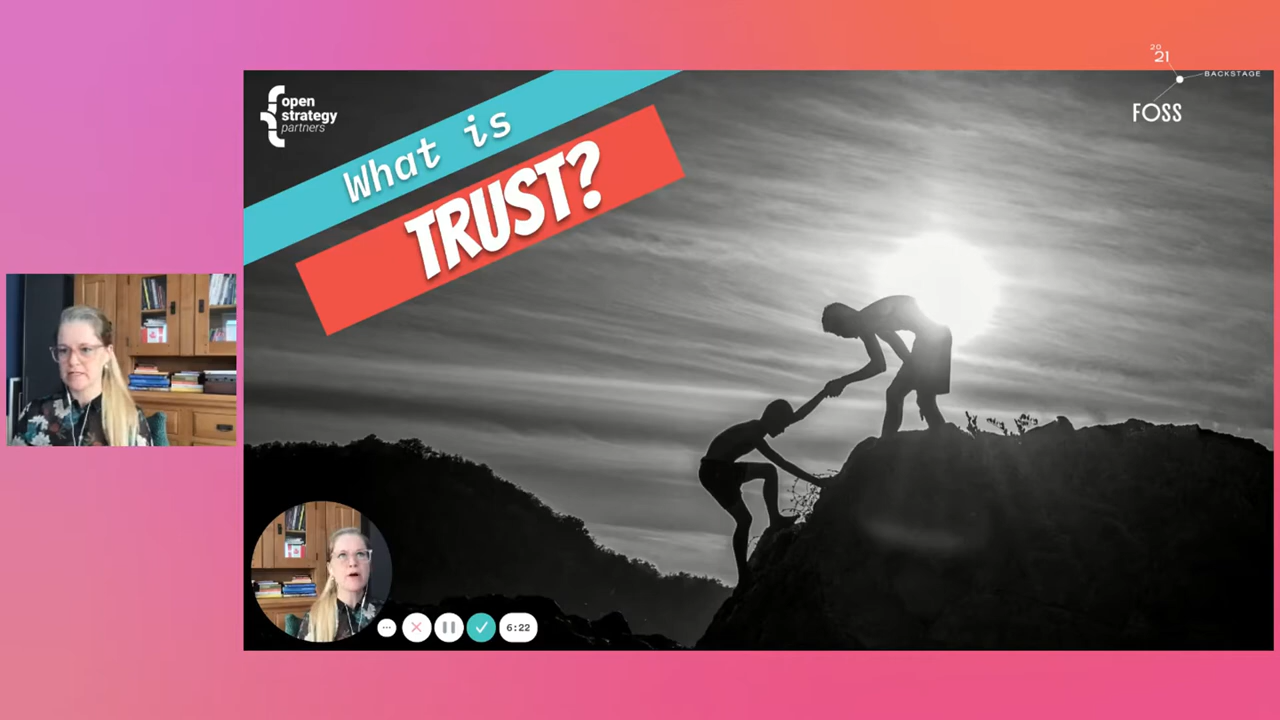 20
21
BACKSTAGE
FOSS
open
strategy
partners
What is
TRUST?
6:22